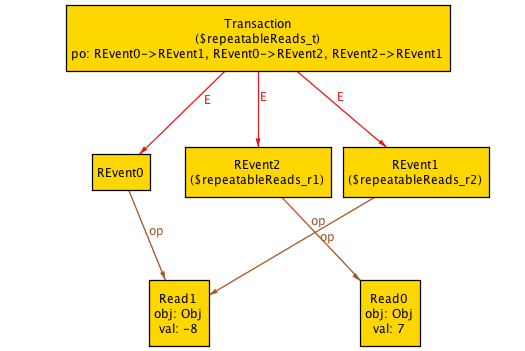 Transaction
($repeatableReads_t)
po: REvent0->REvent1, REvent0->REvent2, REvent2->REvent1
E
E
E
REvent0
REvent2
($repeatableReads_r1)
REvent1
($repeatableReads_r2)
op
op
op
Read1
obj: Obj
val: -8
Read0
obj: Obj
val: 7